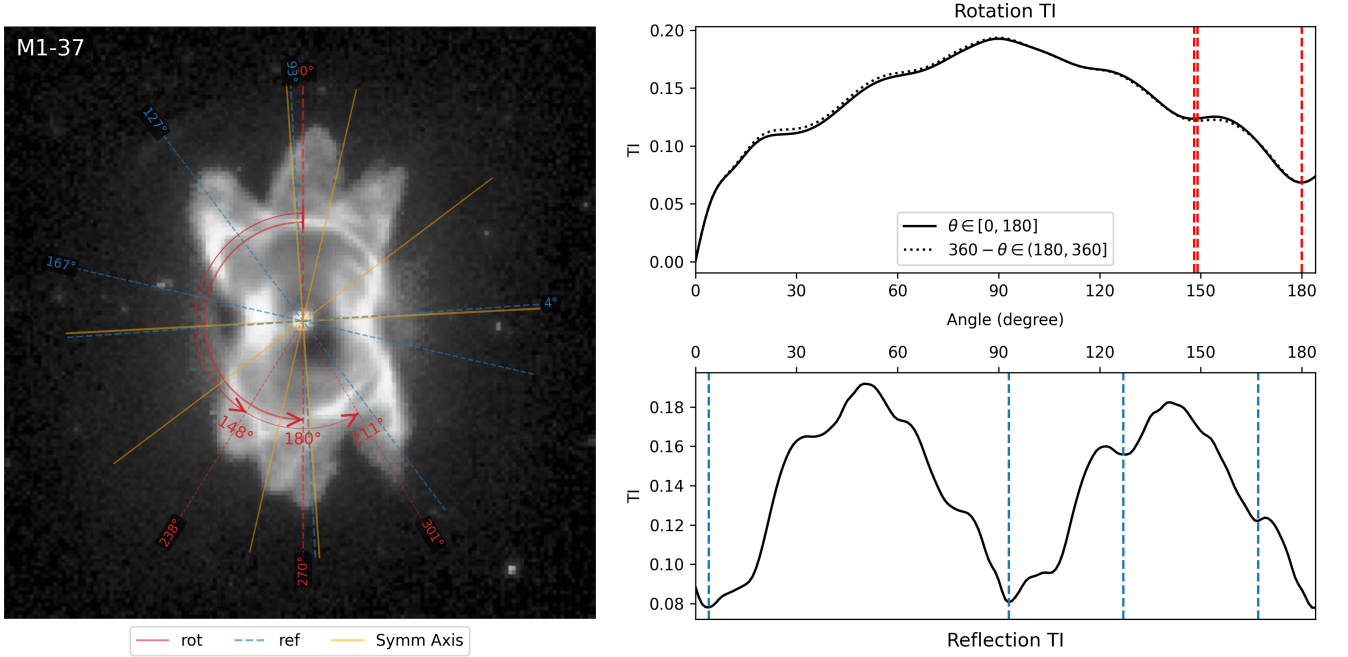 M1-37
93°
0°
127°
167°
4°
148°
180°
211°
238°
301°
270°
rot
ref
Symm Axis
Rotation TI
TI
0.20
0.15
0.10
0.05
0.00
θ ∈ [0, 180]
360 − θ ∈ (180, 360]
0 30 60 90 120 150 180
Angle (degree)
0 30 60 90 120 150 180
TI
0.18
0.16
0.14
0.12
0.10
0.08
Reflection TI